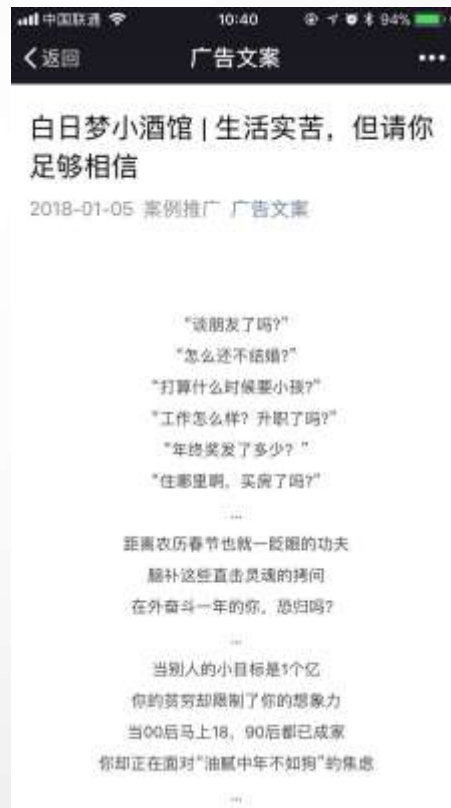 中国联通 10:40 94%
返回 广告文案
白日梦小酒馆 | 生活实苦，但请你
足够相信
2018-01-05 案例推广 广告文案
“谈朋友了吗?”
“怎么还不结婚?”
“打算什么时候要小孩?”
“工作怎么样？升职了吗?”
“年终奖发了多少？”
“住哪里啊，买房了吗?”
...
距离农历春节也就一眨眼的功夫
脑补这些直击灵魂的拷问
在外奋斗一年的你，恐归吗?
...
当别人的小目标是1个亿
你的贫穷却限制了你的想象力
当00后马上18，90后都已成家
你却正在面对“油腻中年不如狗”的焦虑
...